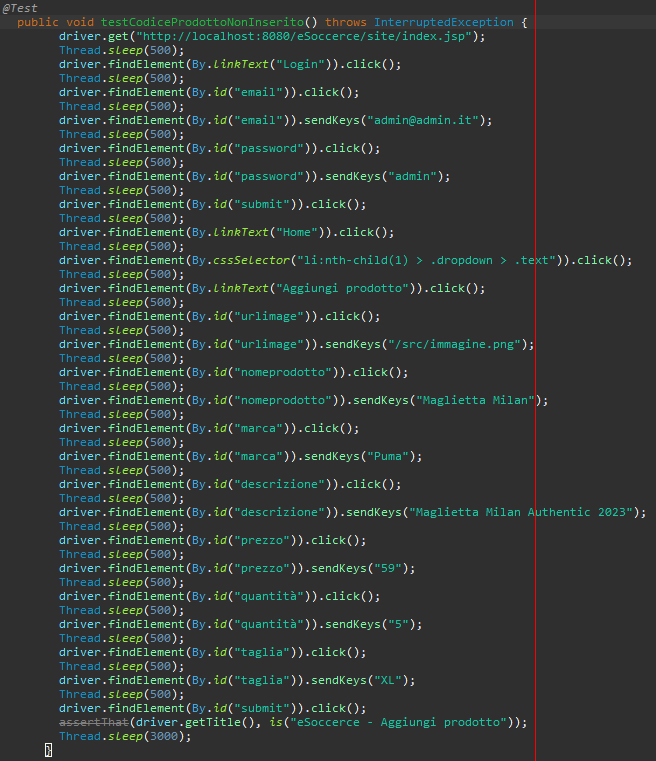 @Test
public void testCodiceProdottoNonInserito() throws InterruptedException {
driver.get("http://localhost:8080/eSoccerce/site/index.jsp");
Thread.sleep(500);
driver.findElement(By.linkText("Login")).click();
Thread.sleep(500);
driver.findElement(By.id("email")).click();
Thread.sleep(500);
driver.findElement(By.id("email")).sendKeys("admin@admin.it");
Thread.sleep(500);
driver.findElement(By.id("password")).click();
Thread.sleep(500);
driver.findElement(By.id("password")).sendKeys("admin");
Thread.sleep(500);
driver.findElement(By.id("submit")).click();
Thread.sleep(500);
driver.findElement(By.linkText("Home")).click();
Thread.sleep(500);
driver.findElement(By.cssSelector("li:nth-child(1) > .dropdown > .text")).click();
Thread.sleep(500);
driver.findElement(By.linkText("Aggiungi prodotto")).click();
Thread.sleep(500);
driver.findElement(By.id("urlimage")).click();
Thread.sleep(500);
driver.findElement(By.id("urlimage")).sendKeys("/src/immagine.png");
Thread.sleep(500);
driver.findElement(By.id("nomeprodotto")).click();
Thread.sleep(500);
driver.findElement(By.id("nomeprodotto")).sendKeys("Maglietta Milan");
Thread.sleep(500);
driver.findElement(By.id("marca")).click();
Thread.sleep(500);
driver.findElement(By.id("marca")).sendKeys("Puma");
Thread.sleep(500);
driver.findElement(By.id("descrizione")).click();
Thread.sleep(500);
driver.findElement(By.id("descrizione")).sendKeys("Maglietta Milan Authentic 2023");
Thread.sleep(500);
driver.findElement(By.id("prezzo")).click();
Thread.sleep(500);
driver.findElement(By.id("prezzo")).sendKeys("59");
Thread.sleep(500);
driver.findElement(By.id("quantità")).click();
Thread.sleep(500);
driver.findElement(By.id("quantità")).sendKeys("5");
Thread.sleep(500);
driver.findElement(By.id("taglia")).click();
Thread.sleep(500);
driver.findElement(By.id("taglia")).sendKeys("XL");
Thread.sleep(500);
driver.findElement(By.id("submit")).click();
assertThat(driver.getTitle(), is("eSoccerce - Aggiungi prodotto"));
Thread.sleep(3000);
}